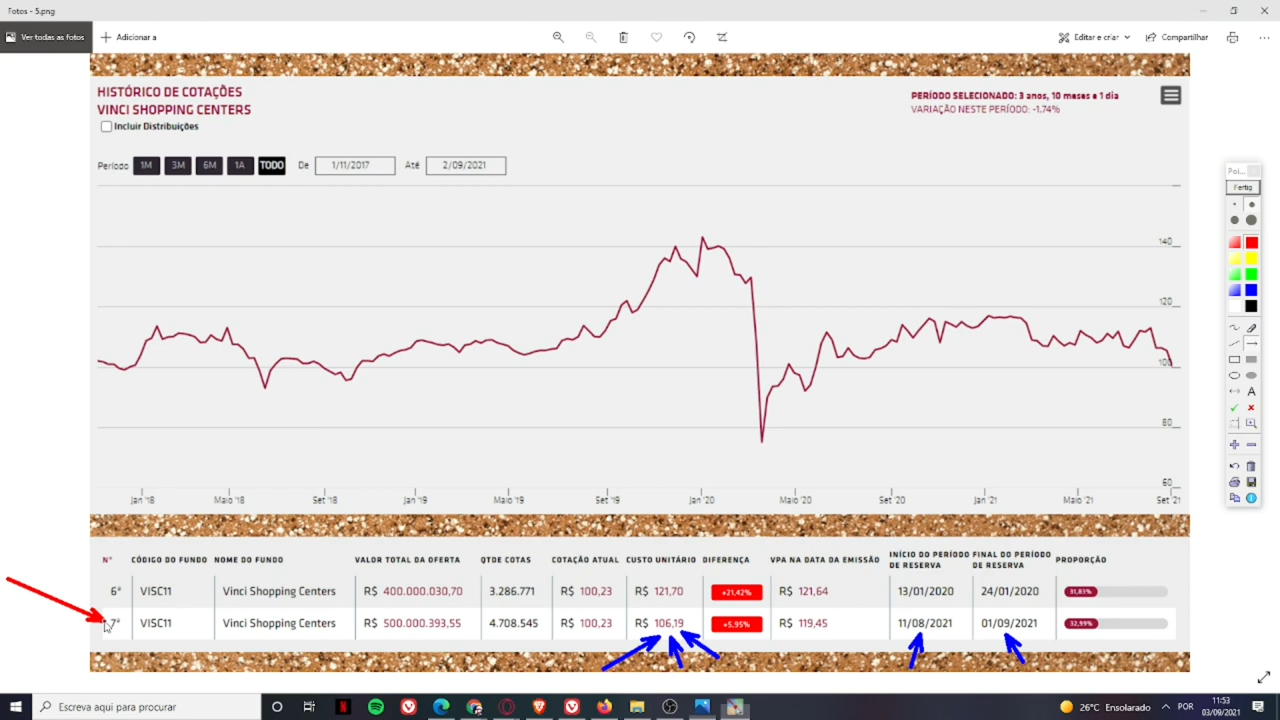 Fotos - 5.png
Ver todas as fotos
Adicionar a
Editar e criar
Compartilhar
HISTÓRICO DE COTAÇÕES
VINCI SHOPPING CENTERS
Incluir Distribuições
PERÍODO SELECIONADO: 3 anos, 10 meses e 1 dia
VARIAÇÃO NESTE PERÍODO: -1.74%
Período 1M 3M 6M 1A TODO De 1/11/2017 Até 2/09/2021
140
120
100
80
60
Jan '18 Maio '18 Set '18 Jan '19 Maio '19 Set '19 Jan '20 Maio '20 Set '20 Jan '21 Maio '21 Set '21
Nº CÓDIGO DO FUNDO NOME DO FUNDO VALOR TOTAL DA OFERTA QTDE COTAS COTAÇÃO ATUAL CUSTO UNITÁRIO DIFERENÇA VPA NA DATA DA EMISSÃO INÍCIO DO PERÍODO DE RESERVA FINAL DO PERÍODO DE RESERVA PROPORÇÃO
6ª VISC11 Vinci Shopping Centers R$ 400.000.030,70 3.286.771 R$ 100,23 R$ 121,70 +21,42% R$ 121,64 13/01/2020 24/01/2020 31,83%
7ª VISC11 Vinci Shopping Centers R$ 500.000.393,55 4.708.545 R$ 100,23 R$ 106,19 +5,95% R$ 119,45 11/08/2021 01/09/2021 32,99%
Poi...
Fertig
A
Escreva aqui para procurar
26°C Ensolarado
POR
11:53
03/09/2021